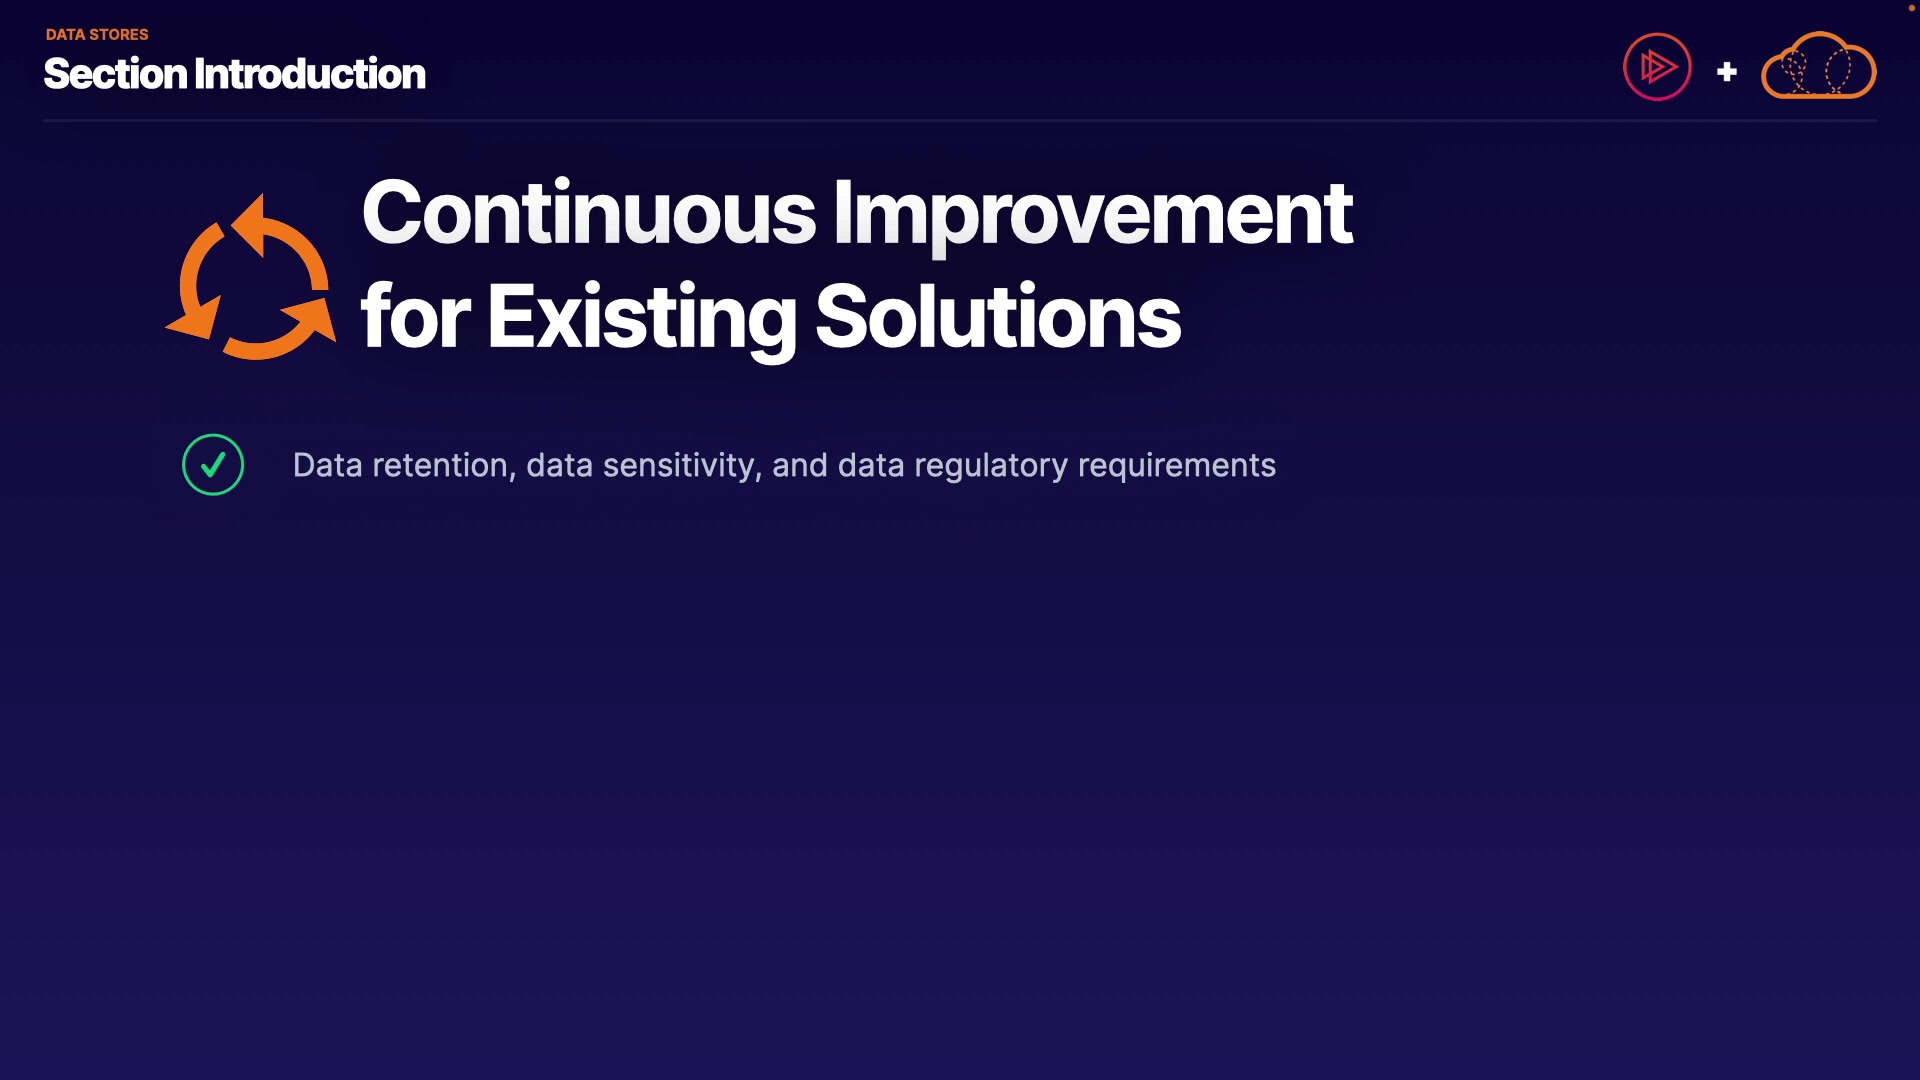 DATA STORES
Section Introduction
Continuous Improvement
for Existing Solutions
Data retention, data sensitivity, and data regulatory requirements